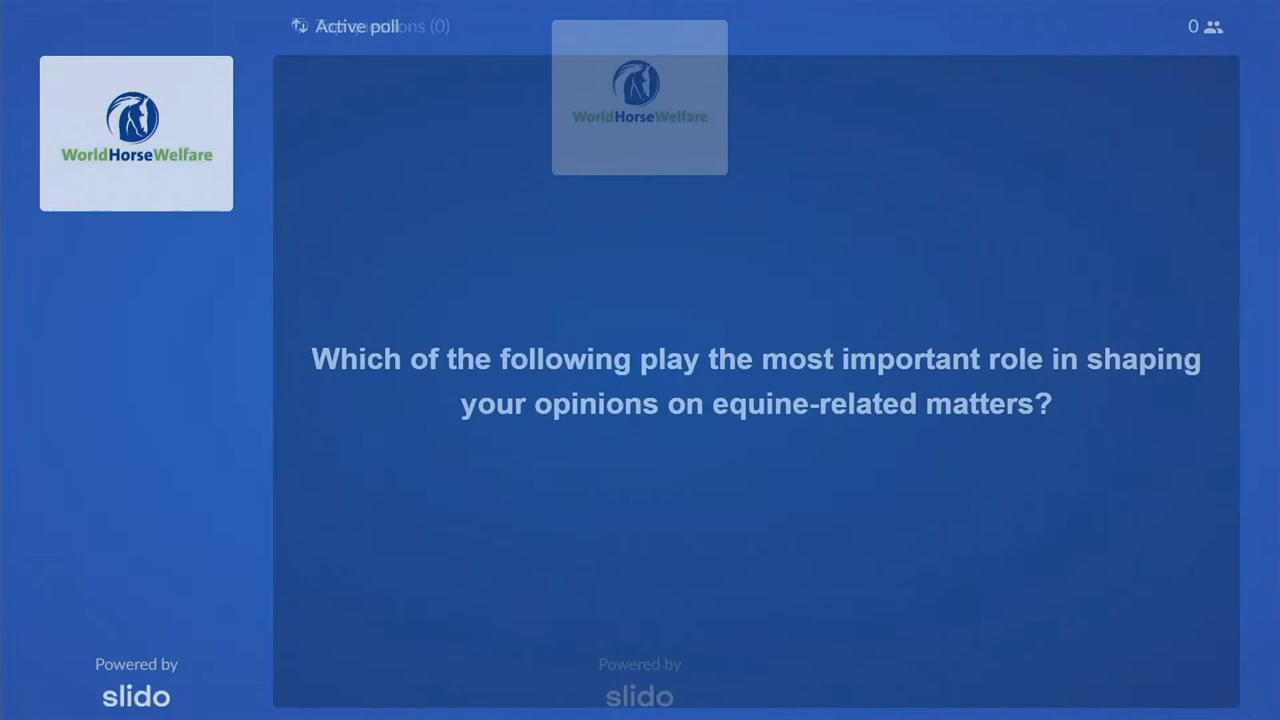 Active poll
0
WorldHorseWelfare
WorldHorseWelfare
Which of the following play the most important role in shaping
your opinions on equine-related matters?
Powered by
slido
Powered by
slido